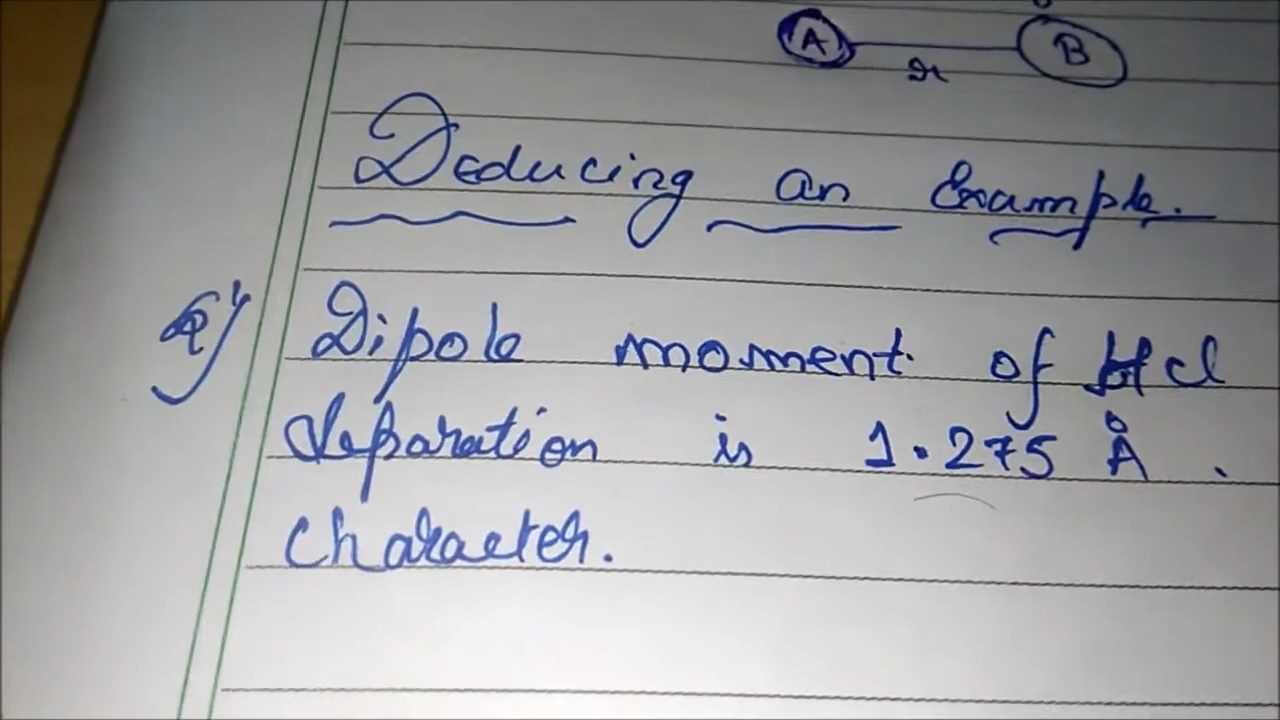 A B
r
Deducing an Example.
Q) Dipole moment of HCl
separation is 1.275 Å.
character.